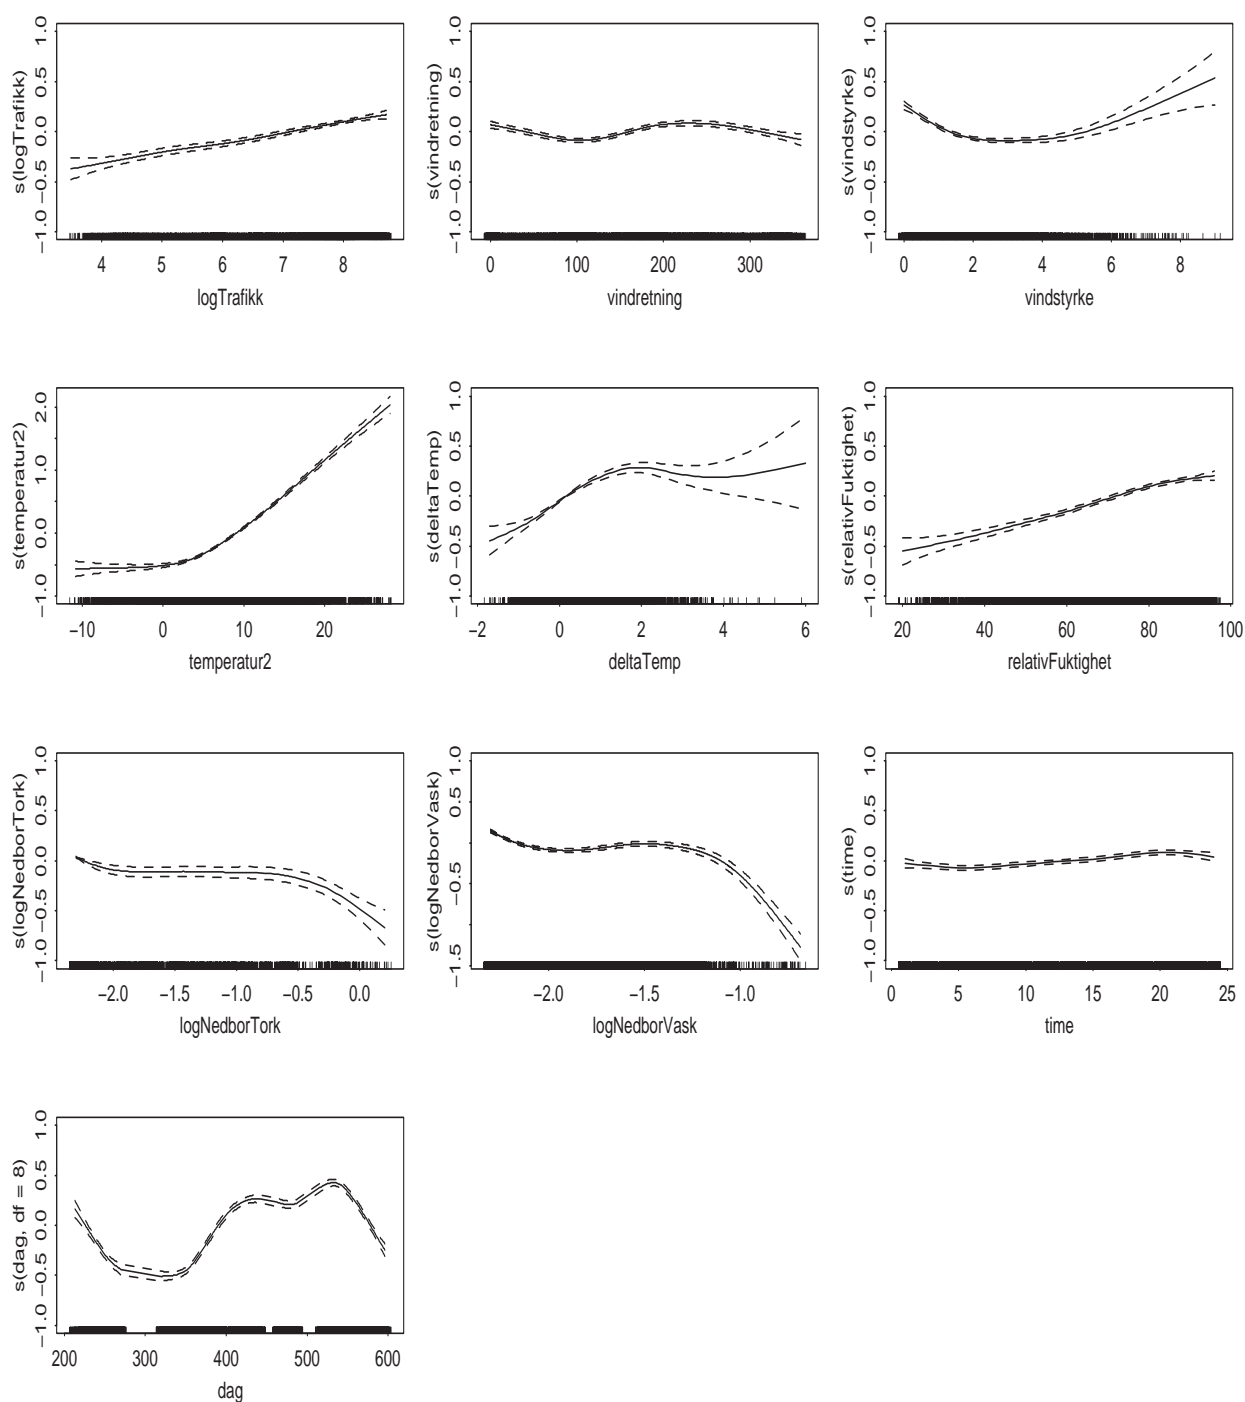 s(logTrafikk)
−1.0 −0.5 0.0 0.5 1.0
4 5 6 7 8
logTrafikk
s(vindretning)
−1.0 −0.5 0.0 0.5 1.0
0 100 200 300
vindretning
s(vindstyrke)
−1.0 −0.5 0.0 0.5 1.0
0 2 4 6 8
vindstyrke
s(temperatur2)
−1.0 0.0 1.0 2.0
−10 0 10 20
temperatur2
s(deltaTemp)
−1.0 −0.5 0.0 0.5 1.0
−2 0 2 4 6
deltaTemp
s(relativFuktighet)
−1.0 −0.5 0.0 0.5 1.0
20 40 60 80 100
relativFuktighet
s(logNedborTork)
−1.0 −0.5 0.0 0.5 1.0
−2.0 −1.5 −1.0 −0.5 0.0
logNedborTork
s(logNedborVask)
−1.5 −0.5 0.0 0.5 1.0
−2.0 −1.5 −1.0
logNedborVask
s(time)
−1.0 −0.5 0.0 0.5 1.0
0 5 10 15 20 25
time
s(dag, df = 8)
−1.0 −0.5 0.0 0.5 1.0
200 300 400 500 600
dag